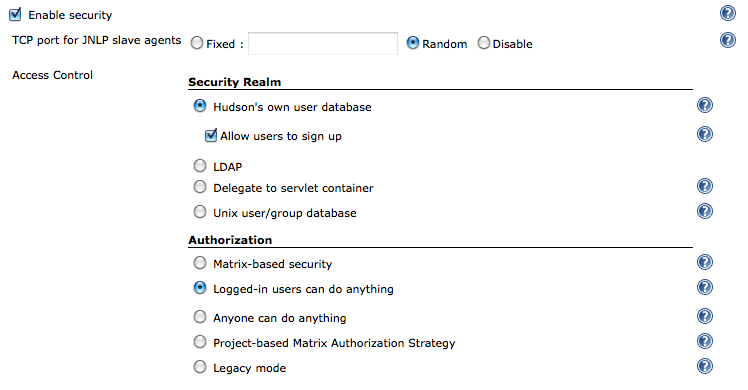 Enable security
TCP port for JNLP slave agents Fixed : Random Disable
Access Control
Security Realm
Hudson's own user database
Allow users to sign up
LDAP
Delegate to servlet container
Unix user/group database
Authorization
Matrix-based security
Logged-in users can do anything
Anyone can do anything
Project-based Matrix Authorization Strategy
Legacy mode